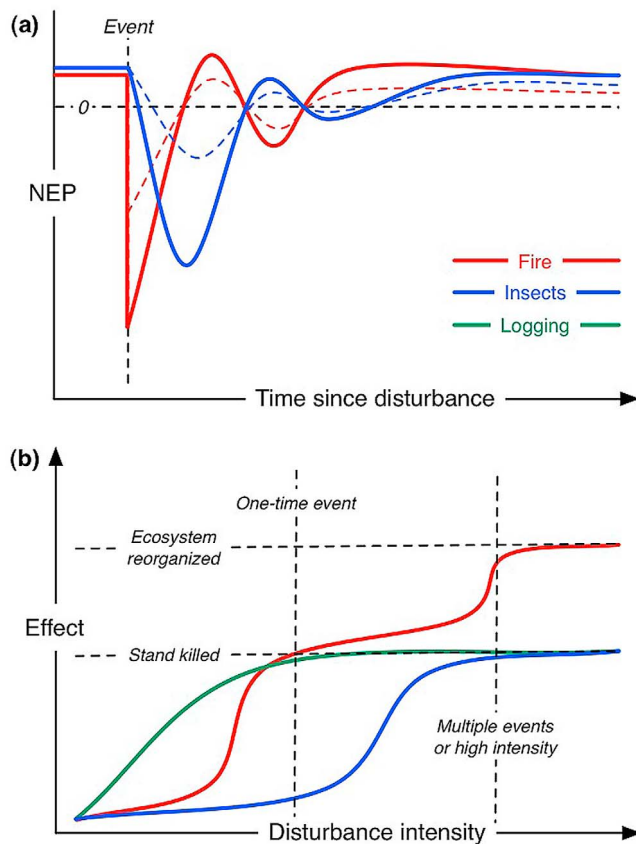 (a)
Event
0
NEP
Fire
Insects
Logging
Time since disturbance
(b)
One-time event
Ecosystem
reorganized
Effect
Stand killed
Multiple events
or high intensity
Disturbance intensity